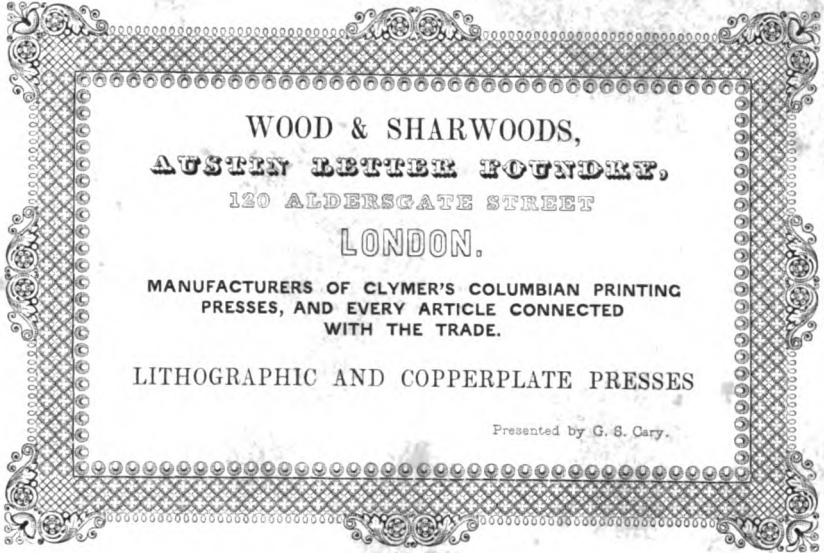 WOOD & SHARWOODS,
AUSTIN LETTER FOUNDRY,
120 ALDERSGATE STREET
LONDON.
MANUFACTURERS OF CLYMER'S COLUMBIAN PRINTING
PRESSES, AND EVERY ARTICLE CONNECTED
WITH THE TRADE.
LITHOGRAPHIC AND COPPERPLATE PRESSES
Presented by G. S. Cary.